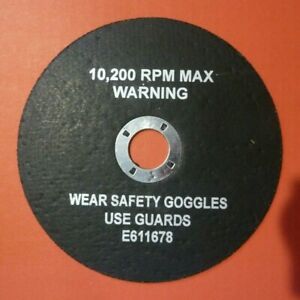 10,200 RPM MAX
WARNING
WEAR SAFETY GOGGLES
USE GUARDS
E611678